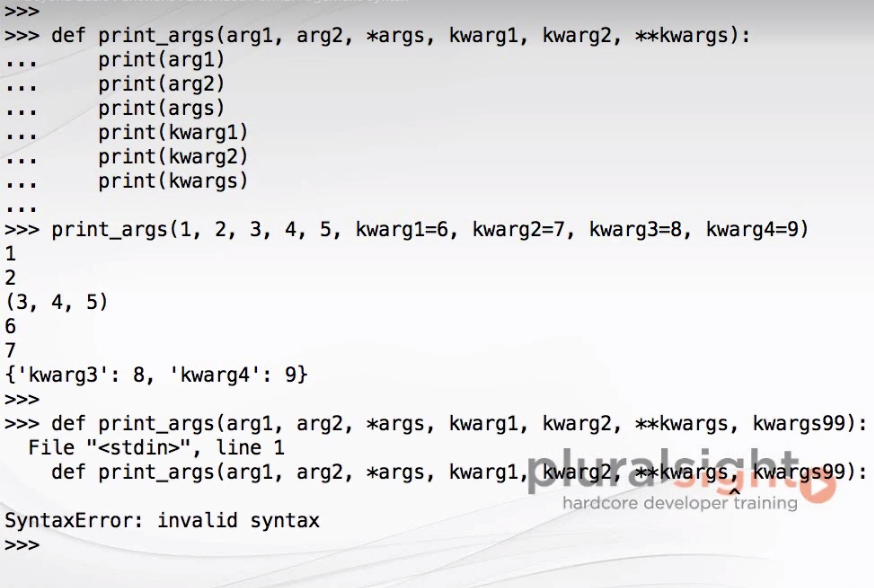 >>>
>>> def print_args(arg1, arg2, *args, kwarg1, kwarg2, **kwargs):
...     print(arg1)
...     print(arg2)
...     print(args)
...     print(kwarg1)
...     print(kwarg2)
...     print(kwargs)
...
>>> print_args(1, 2, 3, 4, 5, kwarg1=6, kwarg2=7, kwarg3=8, kwarg4=9)
1
2
(3, 4, 5)
6
7
{'kwarg3': 8, 'kwarg4': 9}
>>>
>>> def print_args(arg1, arg2, *args, kwarg1, kwarg2, **kwargs, kwargs99):
  File "<stdin>", line 1
    def print_args(arg1, arg2, *args, kwarg1, kwarg2, **kwargs, kwargs99):
                                                              ^
pluralsight
hardcore developer training
SyntaxError: invalid syntax
>>>